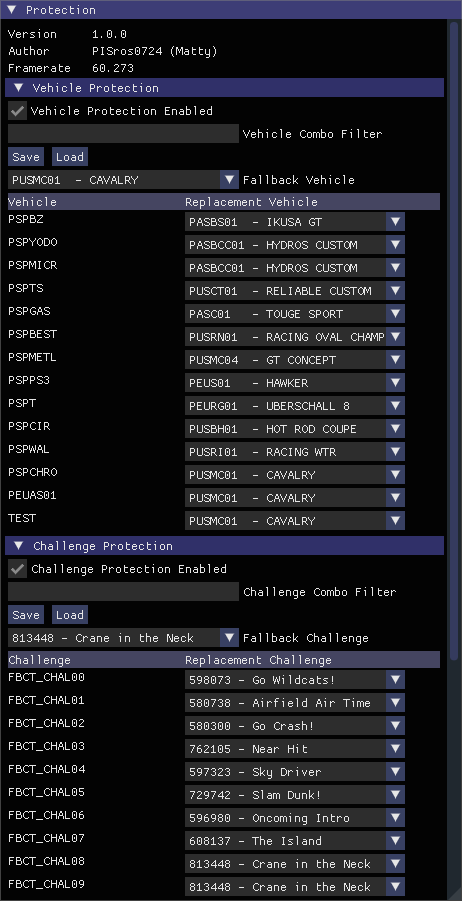 Protection
Version 1.0.0
Author PISros0724 (Matty)
Framerate 60.273
Vehicle Protection
Vehicle Protection Enabled
Vehicle Combo Filter
Save Load
PUSMC01 - CAVALRY Fallback Vehicle
Vehicle Replacement Vehicle
PSPBZ PASBS01 - IKUSA GT
PSPYODO PASBCC01 - HYDROS CUSTOM
PSPMICR PASBCC01 - HYDROS CUSTOM
PSPTS PUSCT01 - RELIABLE CUSTOM
PSPGAS PASC01 - TOUGE SPORT
PSPBEST PUSRN01 - RACING OVAL CHAMP
PSPMETL PUSMC04 - GT CONCEPT
PSPPS3 PEUS01 - HAWKER
PSPT PEURG01 - UBERSCHALL 8
PSPCIR PUSBH01 - HOT ROD COUPE
PSPWAL PUSRI01 - RACING WTR
PSPCHRO PUSMC01 - CAVALRY
PEUAS01 PUSMC01 - CAVALRY
TEST PUSMC01 - CAVALRY
Challenge Protection
Challenge Protection Enabled
Challenge Combo Filter
Save Load
813448 - Crane in the Neck Fallback Challenge
Challenge Replacement Challenge
FBCT_CHAL00 598073 - Go Wildcats!
FBCT_CHAL01 580738 - Airfield Air Time
FBCT_CHAL02 580300 - Go Crash!
FBCT_CHAL03 762105 - Near Hit
FBCT_CHAL04 597323 - Sky Driver
FBCT_CHAL05 729742 - Slam Dunk!
FBCT_CHAL06 596980 - Oncoming Intro
FBCT_CHAL07 608137 - The Island
FBCT_CHAL08 813448 - Crane in the Neck
FBCT_CHAL09 813448 - Crane in the Neck